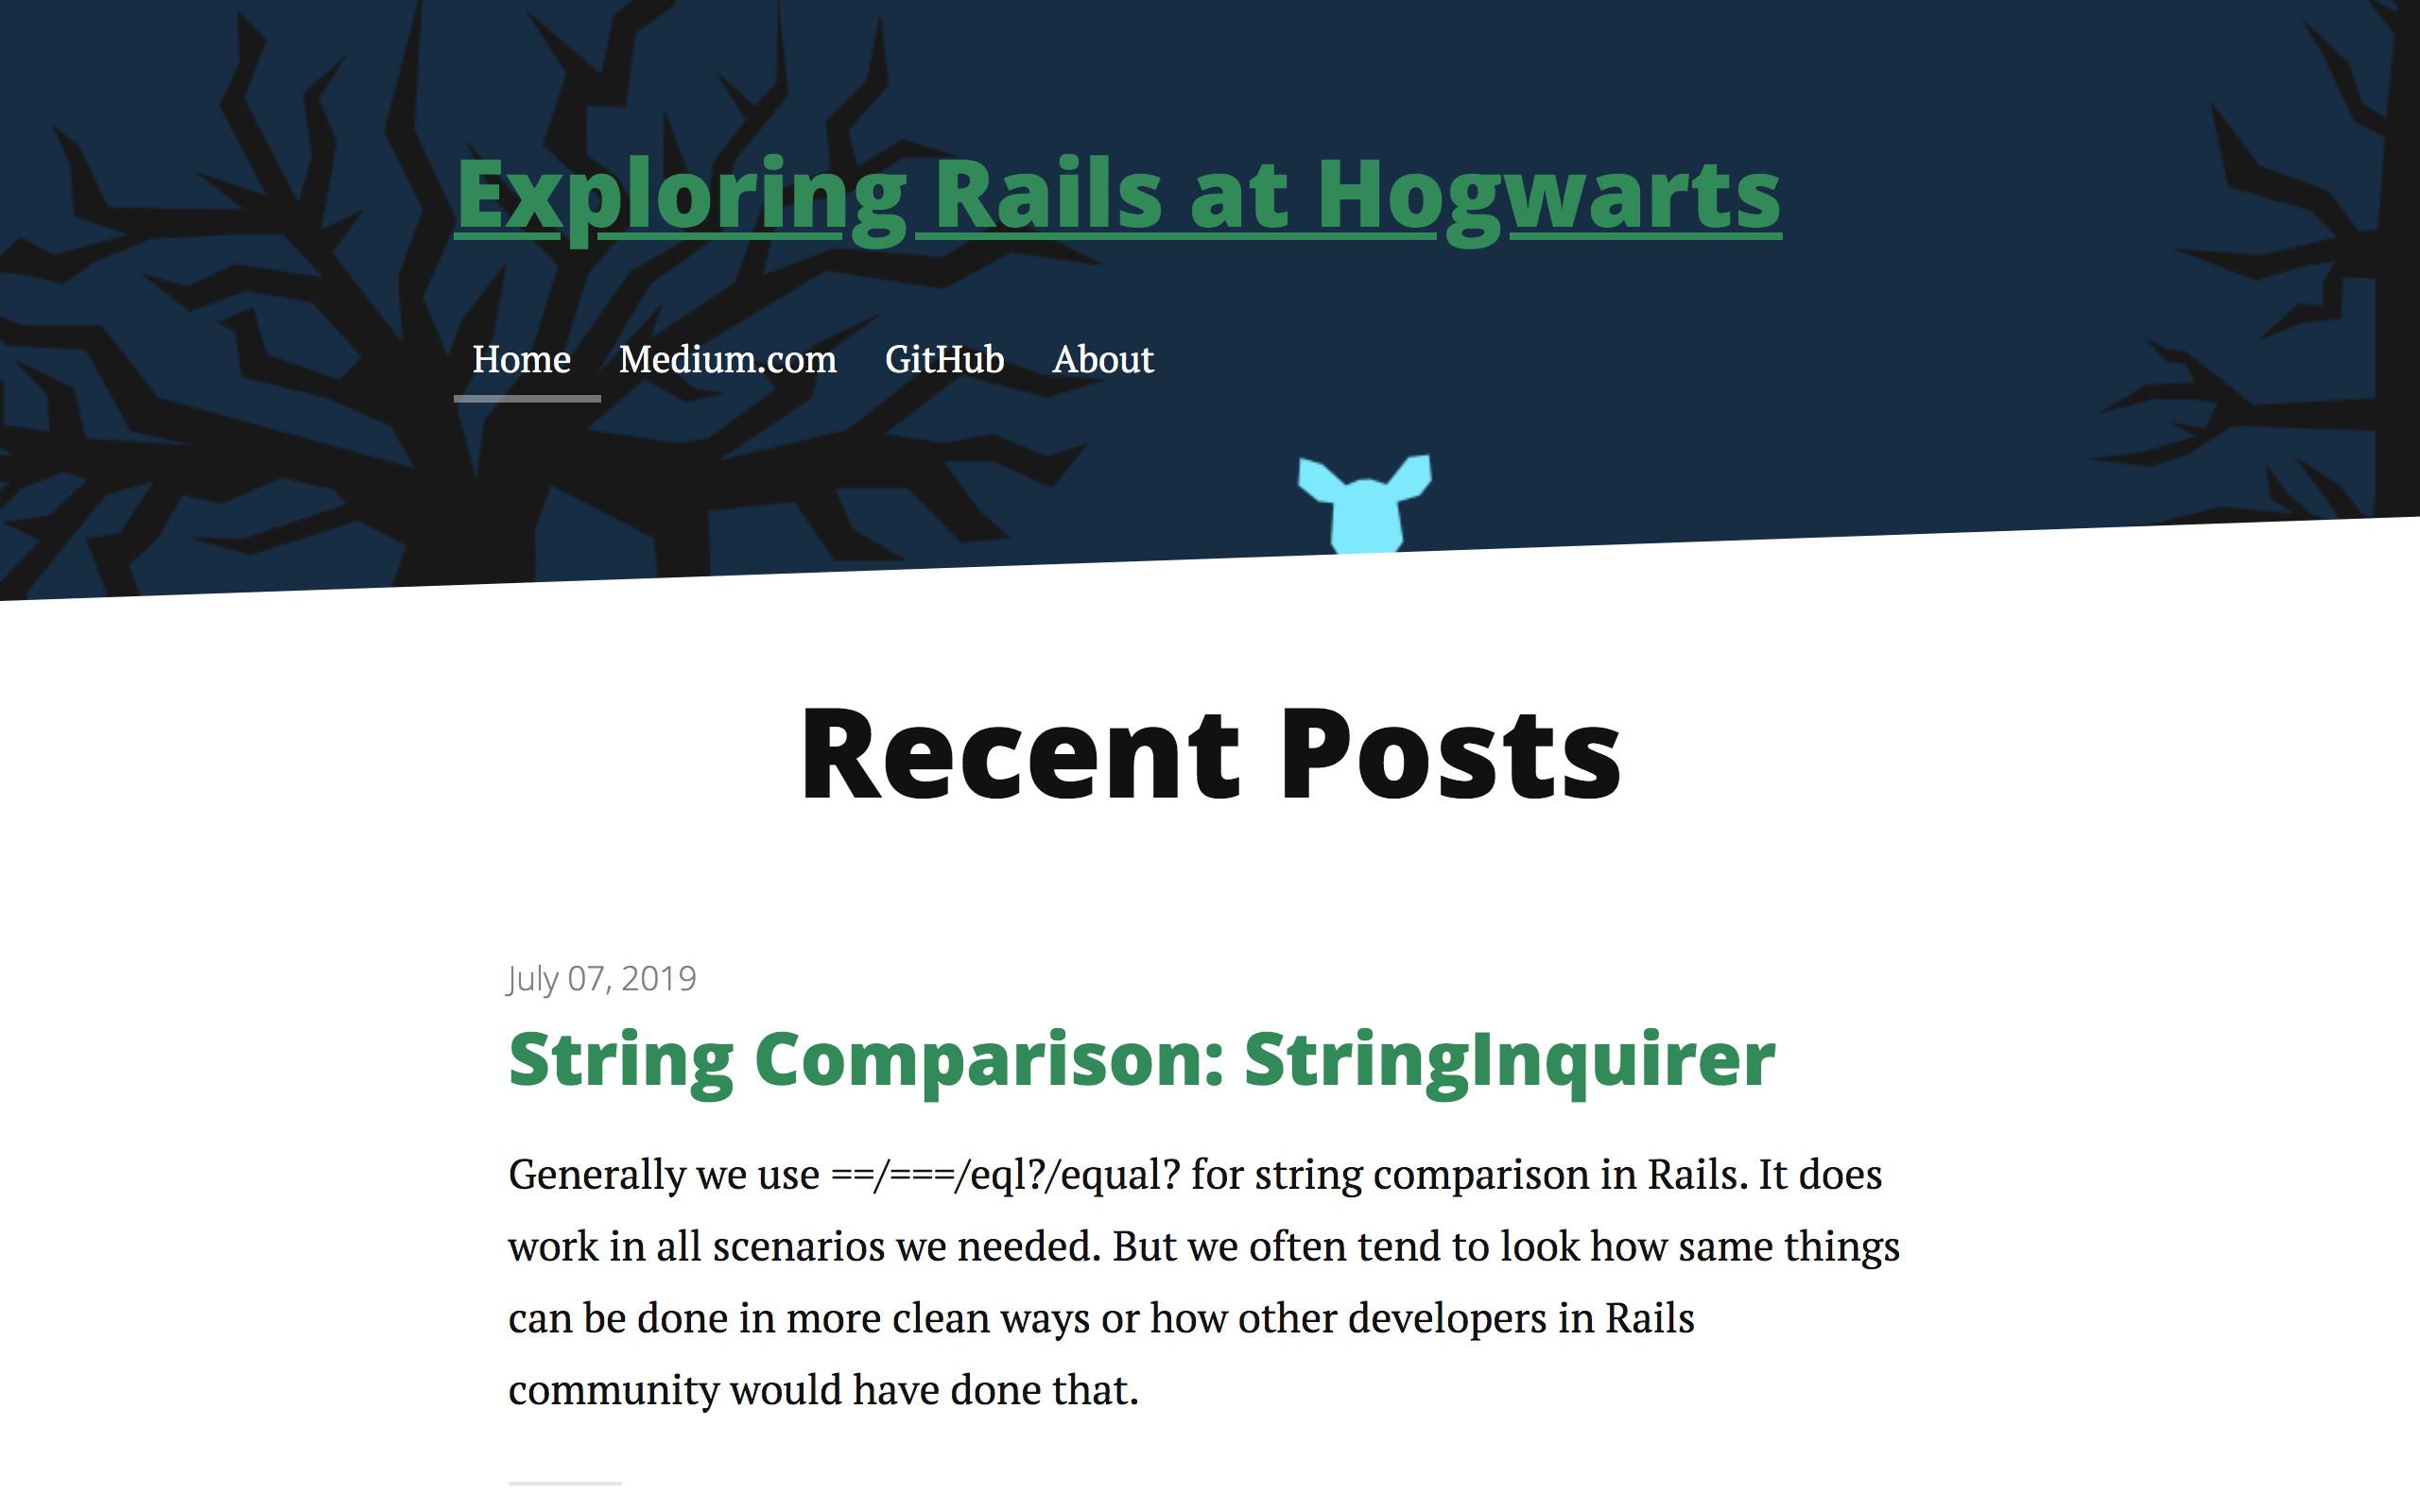 Exploring Rails at Hogwarts
Home Medium.com GitHub About
Recent Posts
July 07, 2019
String Comparison: StringInquirer
Generally we use ==/===/eql?/equal? for string comparison in Rails. It does
work in all scenarios we needed. But we often tend to look how same things
can be done in more clean ways or how other developers in Rails
community would have done that.